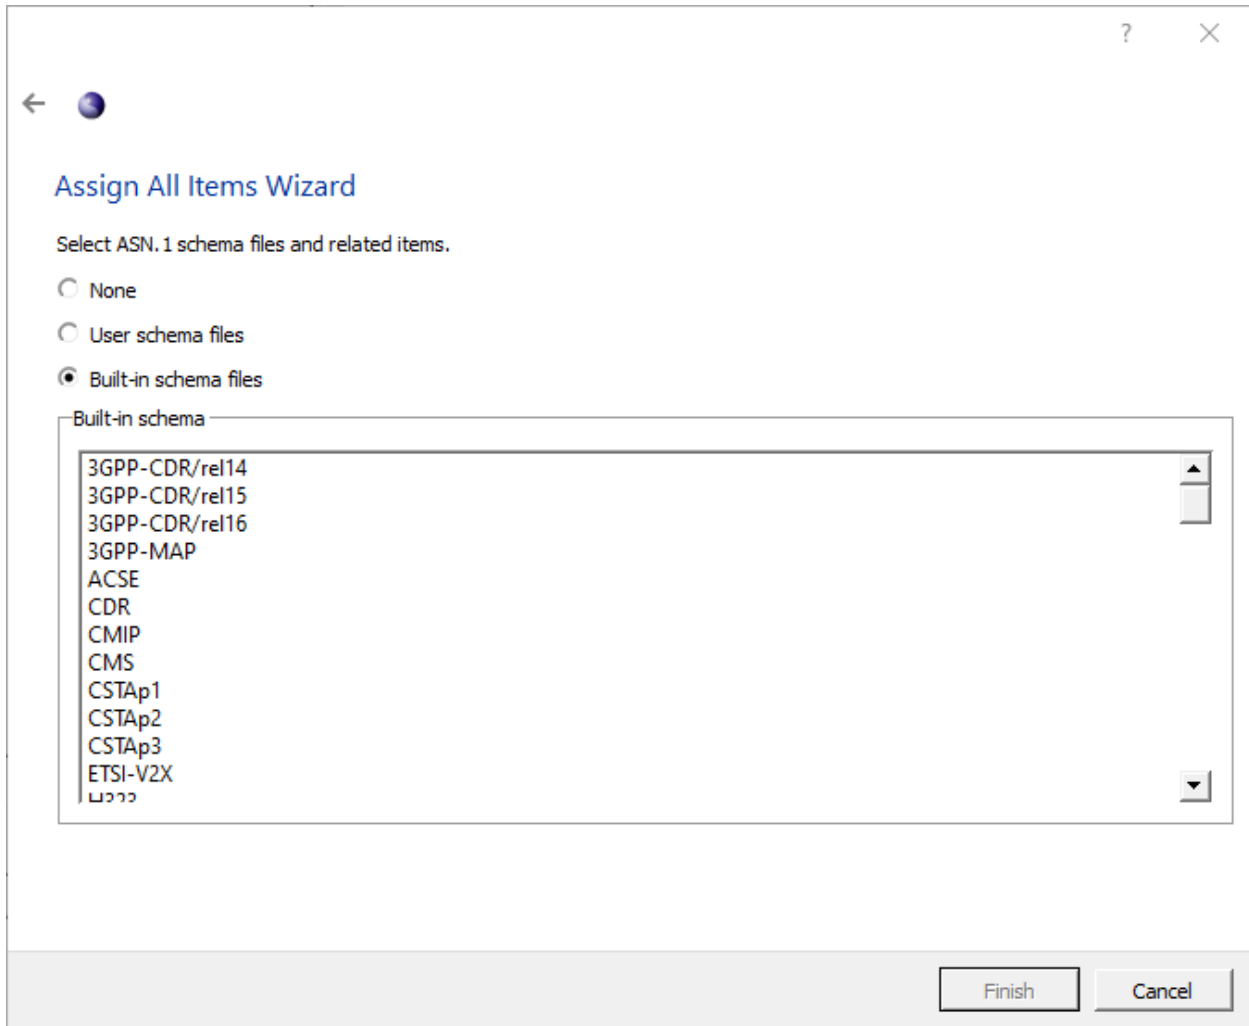 ?
Assign All Items Wizard
Select ASN.1 schema files and related items.
None
User schema files
Built-in schema files
Built-in schema
3GPP-CDR/rel14
3GPP-CDR/rel15
3GPP-CDR/rel16
3GPP-MAP
ACSE
CDR
CMIP
CMS
CSTAp1
CSTAp2
CSTAp3
ETSI-V2X
Finish
Cancel